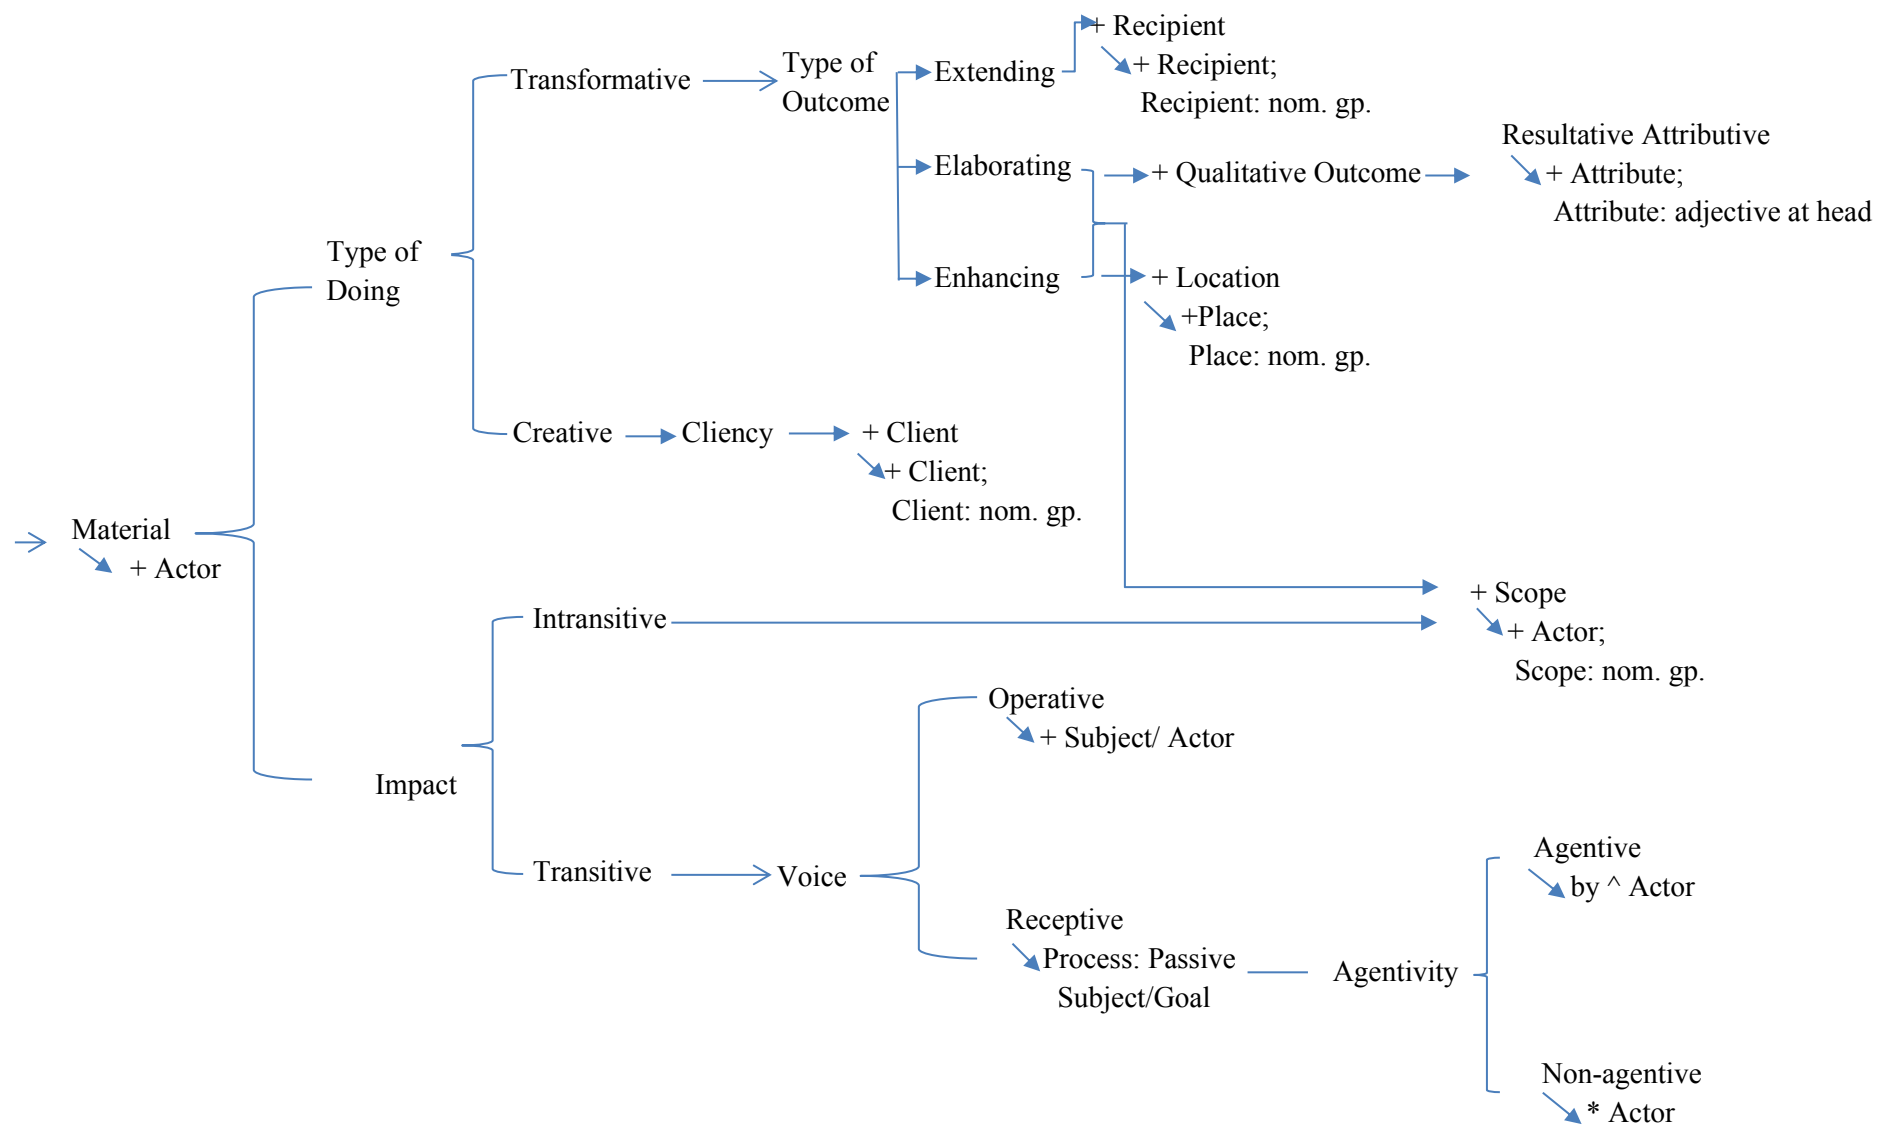 + Recipient
+ Recipient;
Recipient: nom. gp.
Type of
Outcome
Transformative
Extending
Elaborating
+ Qualitative Outcome
Resultative Attributive
+ Attribute;
Attribute: adjective at head
Type of
Doing
Enhancing
+ Location
+Place;
Place: nom. gp.
Creative
Cliency
+ Client
+ Client;
Client: nom. gp.
Material
+ Actor
+ Scope
+ Actor;
Scope: nom. gp.
Intransitive
Operative
+ Subject/ Actor
Impact
Transitive
Voice
Agentive
by ^ Actor
Receptive
Process: Passive
Subject/Goal
Agentivity
Non-agentive
* Actor